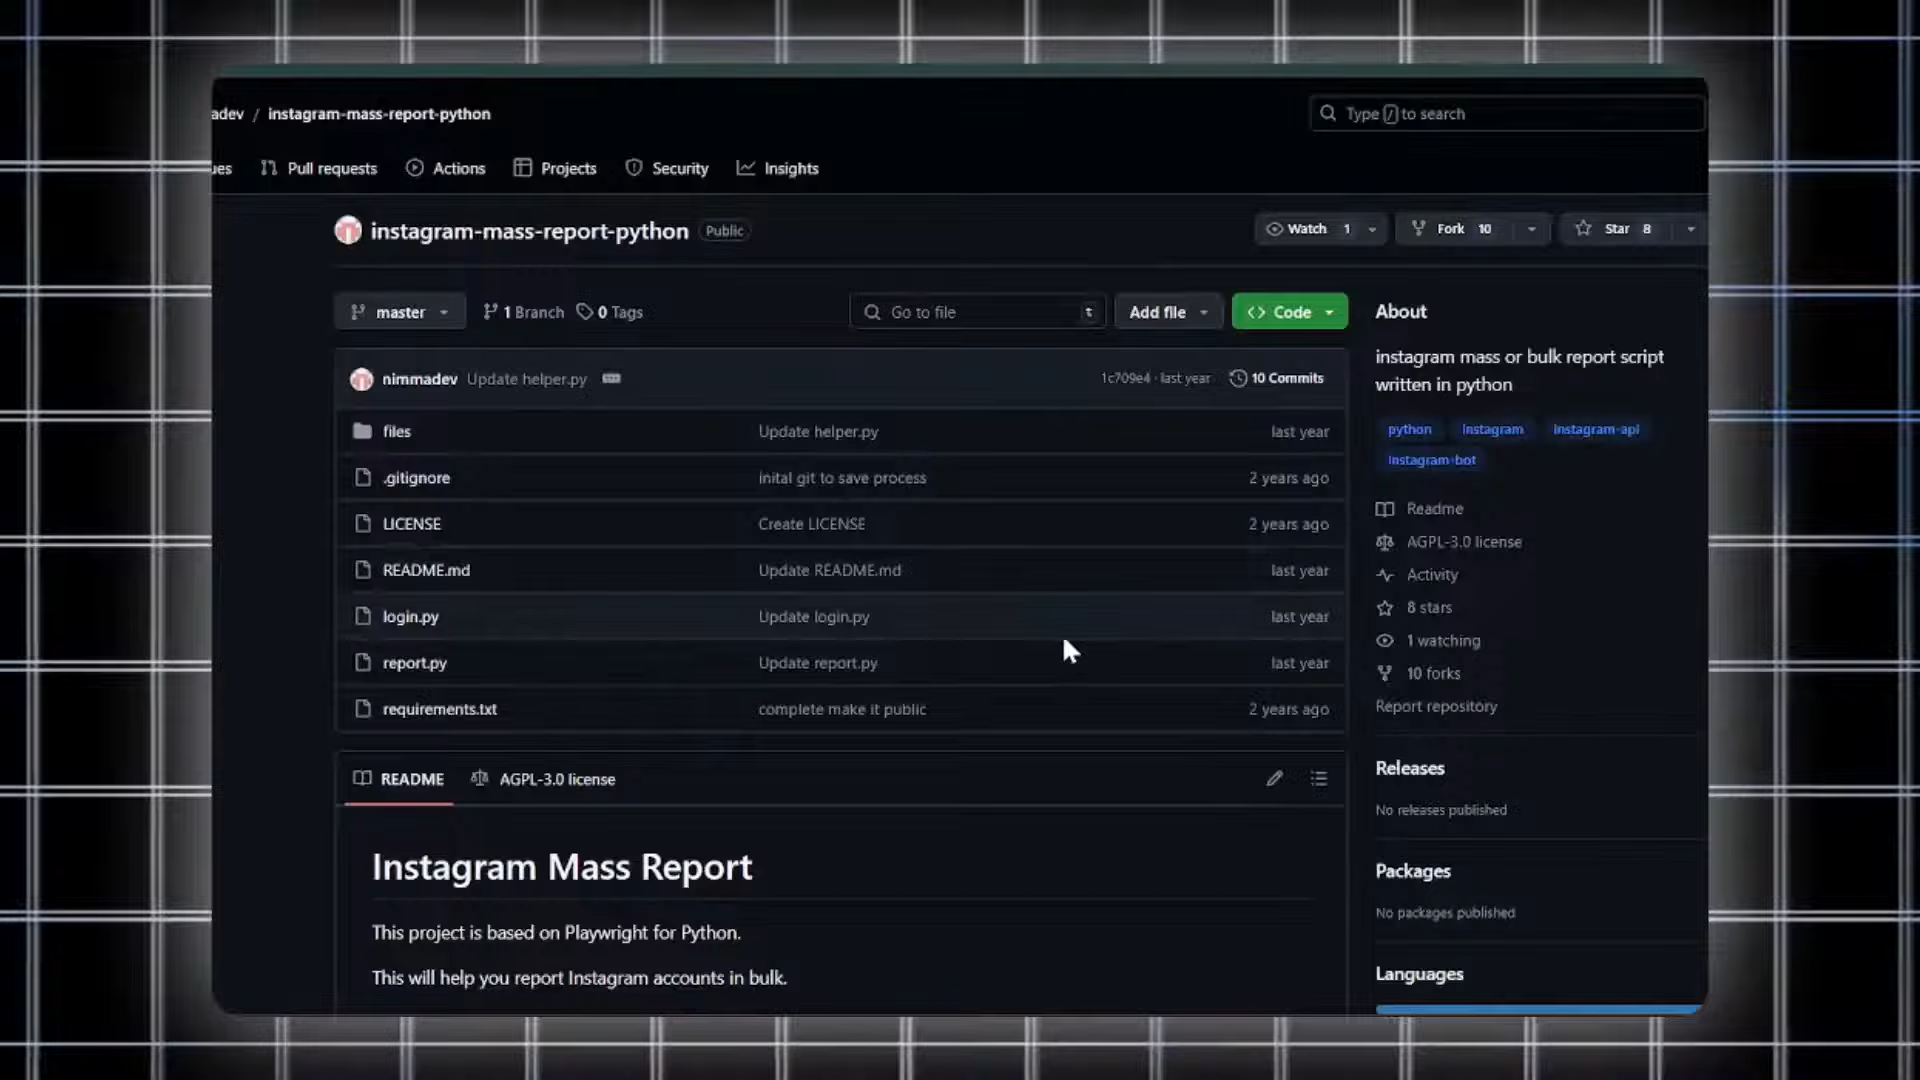 adev / instagram-mass-report-python
Type / to search
ues Pull requests Actions Projects Security Insights
instagram-mass-report-python Public
Watch 1 Fork 10 Star 8
master 1 Branch 0 Tags Go to file t Add file Code
nimmadev Update helper.py 1c709e4 · last year 10 Commits
files Update helper.py last year
.gitignore inital git to save process 2 years ago
LICENSE Create LICENSE 2 years ago
README.md Update README.md last year
login.py Update login.py last year
report.py Update report.py last year
requirements.txt complete make it public 2 years ago
README AGPL-3.0 license
Instagram Mass Report
This project is based on Playwright for Python.
This will help you report Instagram accounts in bulk.
About
instagram mass or bulk report script
written in python
python instagram instagram-api
instagram-bot
Readme
AGPL-3.0 license
Activity
8 stars
1 watching
10 forks
Report repository
Releases
No releases published
Packages
No packages published
Languages